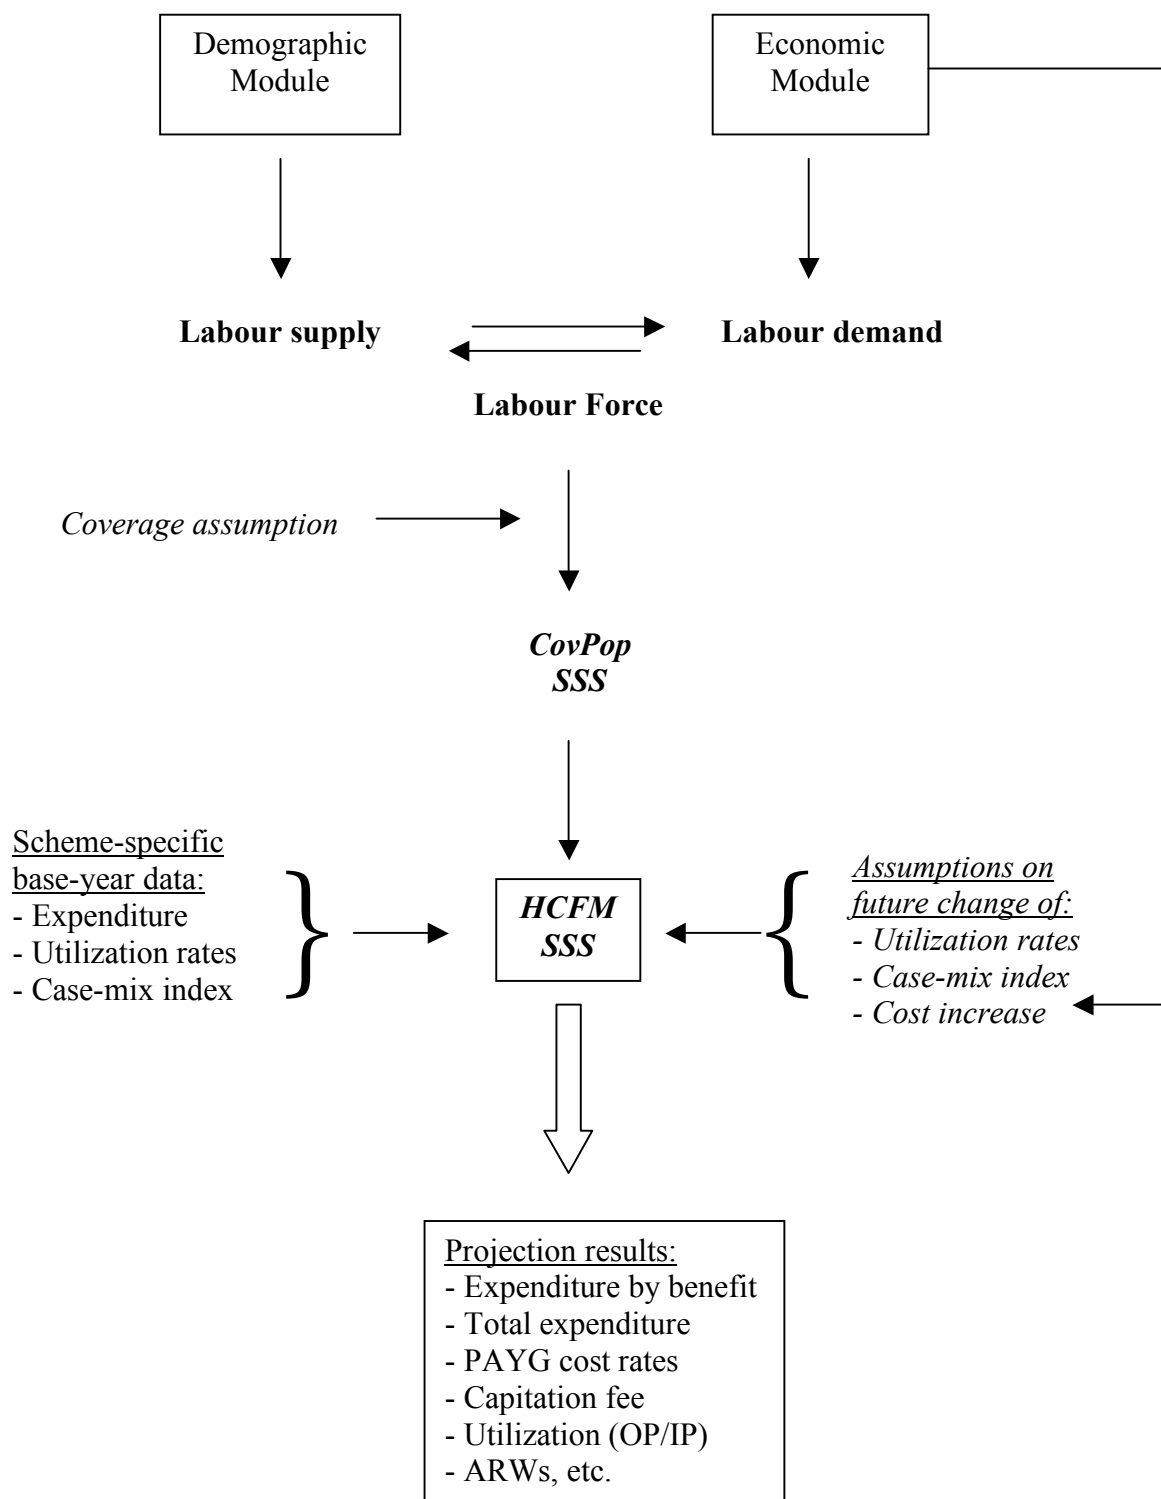 Demographic
Module
Economic
Module
Labour supply
Labour demand
Labour Force
Coverage assumption
CovPop
SSS
Scheme-specific
base-year data:
- Expenditure
- Utilization rates
- Case-mix index
HCFM
SSS
Assumptions on
future change of:
- Utilization rates
- Case-mix index
- Cost increase
Projection results:
- Expenditure by benefit
- Total expenditure
- PAYG cost rates
- Capitation fee
- Utilization (OP/IP)
- ARWs, etc.